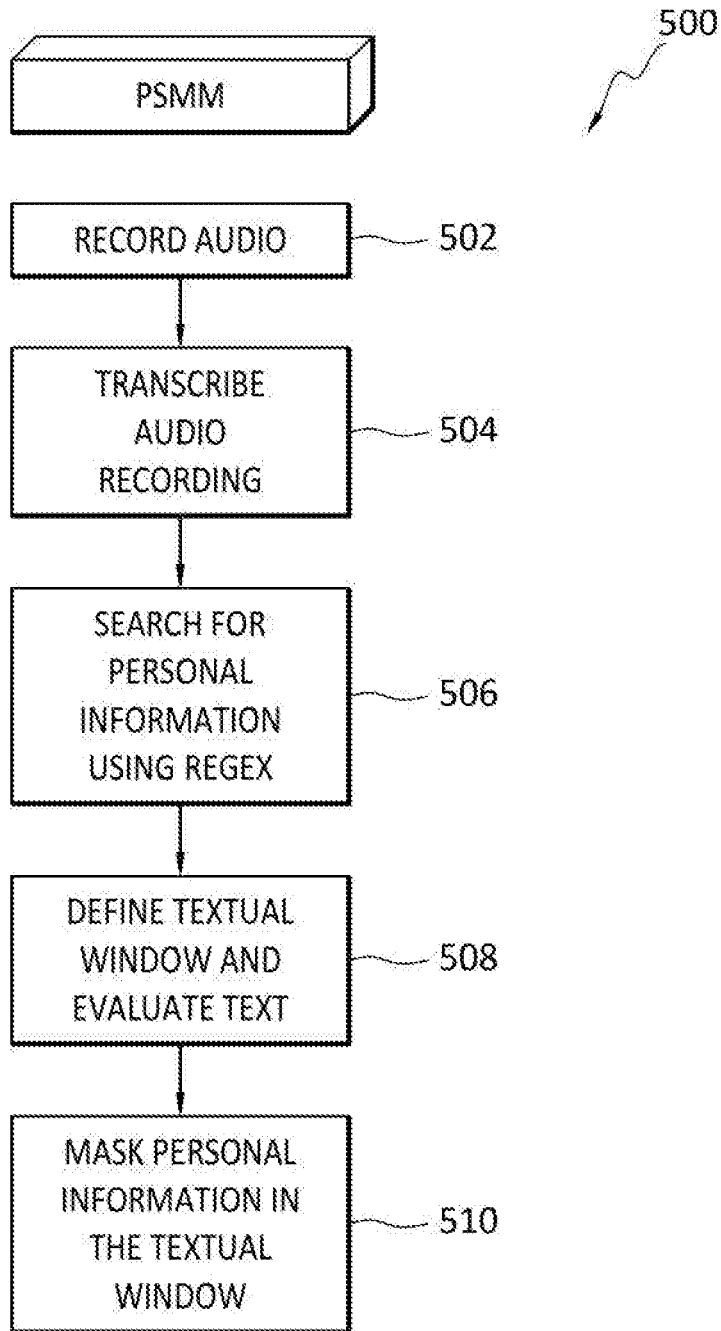 500
PSMM
RECORD AUDIO
502
TRANSCRIBE
AUDIO
RECORDING
504
SEARCH FOR
PERSONAL
INFORMATION
USING REGEX
506
DEFINE TEXTUAL
WINDOW AND
EVALUATE TEXT
508
MASK PERSONAL
INFORMATION IN
THE TEXTUAL
WINDOW
510